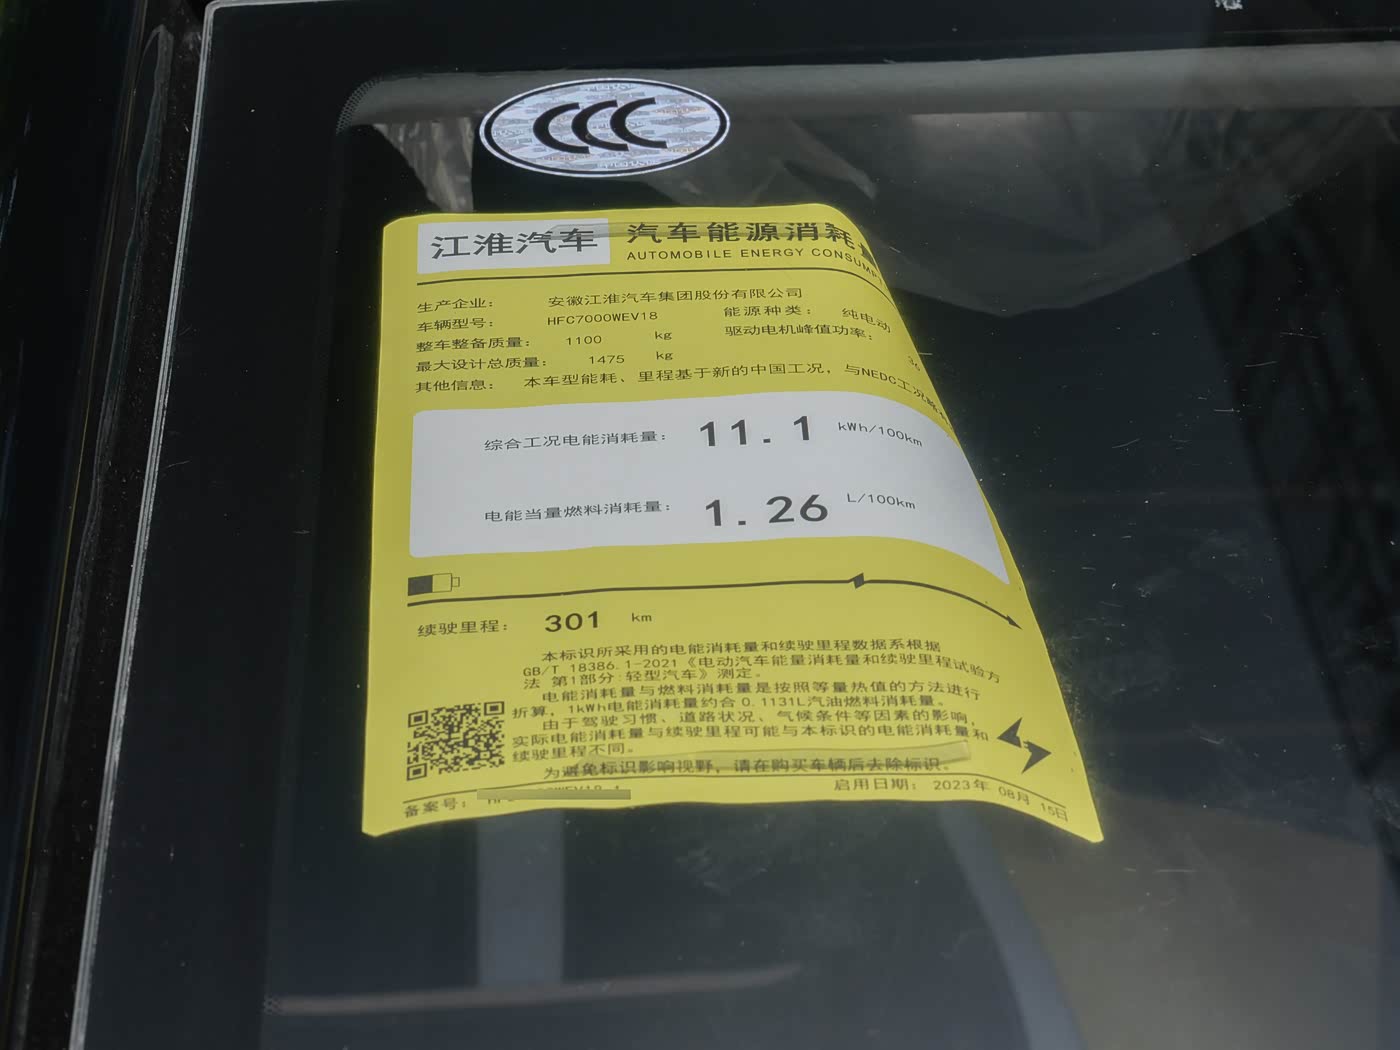 CCC
江淮汽车 汽车能源消耗
AUTOMOBILE ENERGY CONSUMP
生产企业： 安徽江淮汽车集团股份有限公司
车辆型号： HFC7000WEV18 能源种类： 纯电动
整车整备质量： 1100 kg 驱动电机峰值功率：
最大设计总质量： 1475 kg 36
其他信息： 本车型能耗、里程基于新的中国工况，与NEDC工况
综合工况电能消耗量： 11.1 kWh/100km
电能当量燃料消耗量： 1.26 L/100km
续驶里程： 301 km
本标识所采用的电能消耗量和续驶里程数据系根据
GB/T 18386.1-2021《电动汽车能量消耗量和续驶里程试验方
法 第1部分:轻型汽车》测定。
电能消耗量与燃料消耗量是按照等量热值的方法进行
折算，1kWh电能消耗量约合0.1131L汽油燃料消耗量。
由于驾驶习惯、道路状况、气候条件等因素的影响，
实际电能消耗量与续驶里程可能与本标识的电能消耗量和
续驶里程不同。
为避免标识影响视野，请在购买车辆后去除标识。
备案号： 启用日期： 2023年 08月 15日